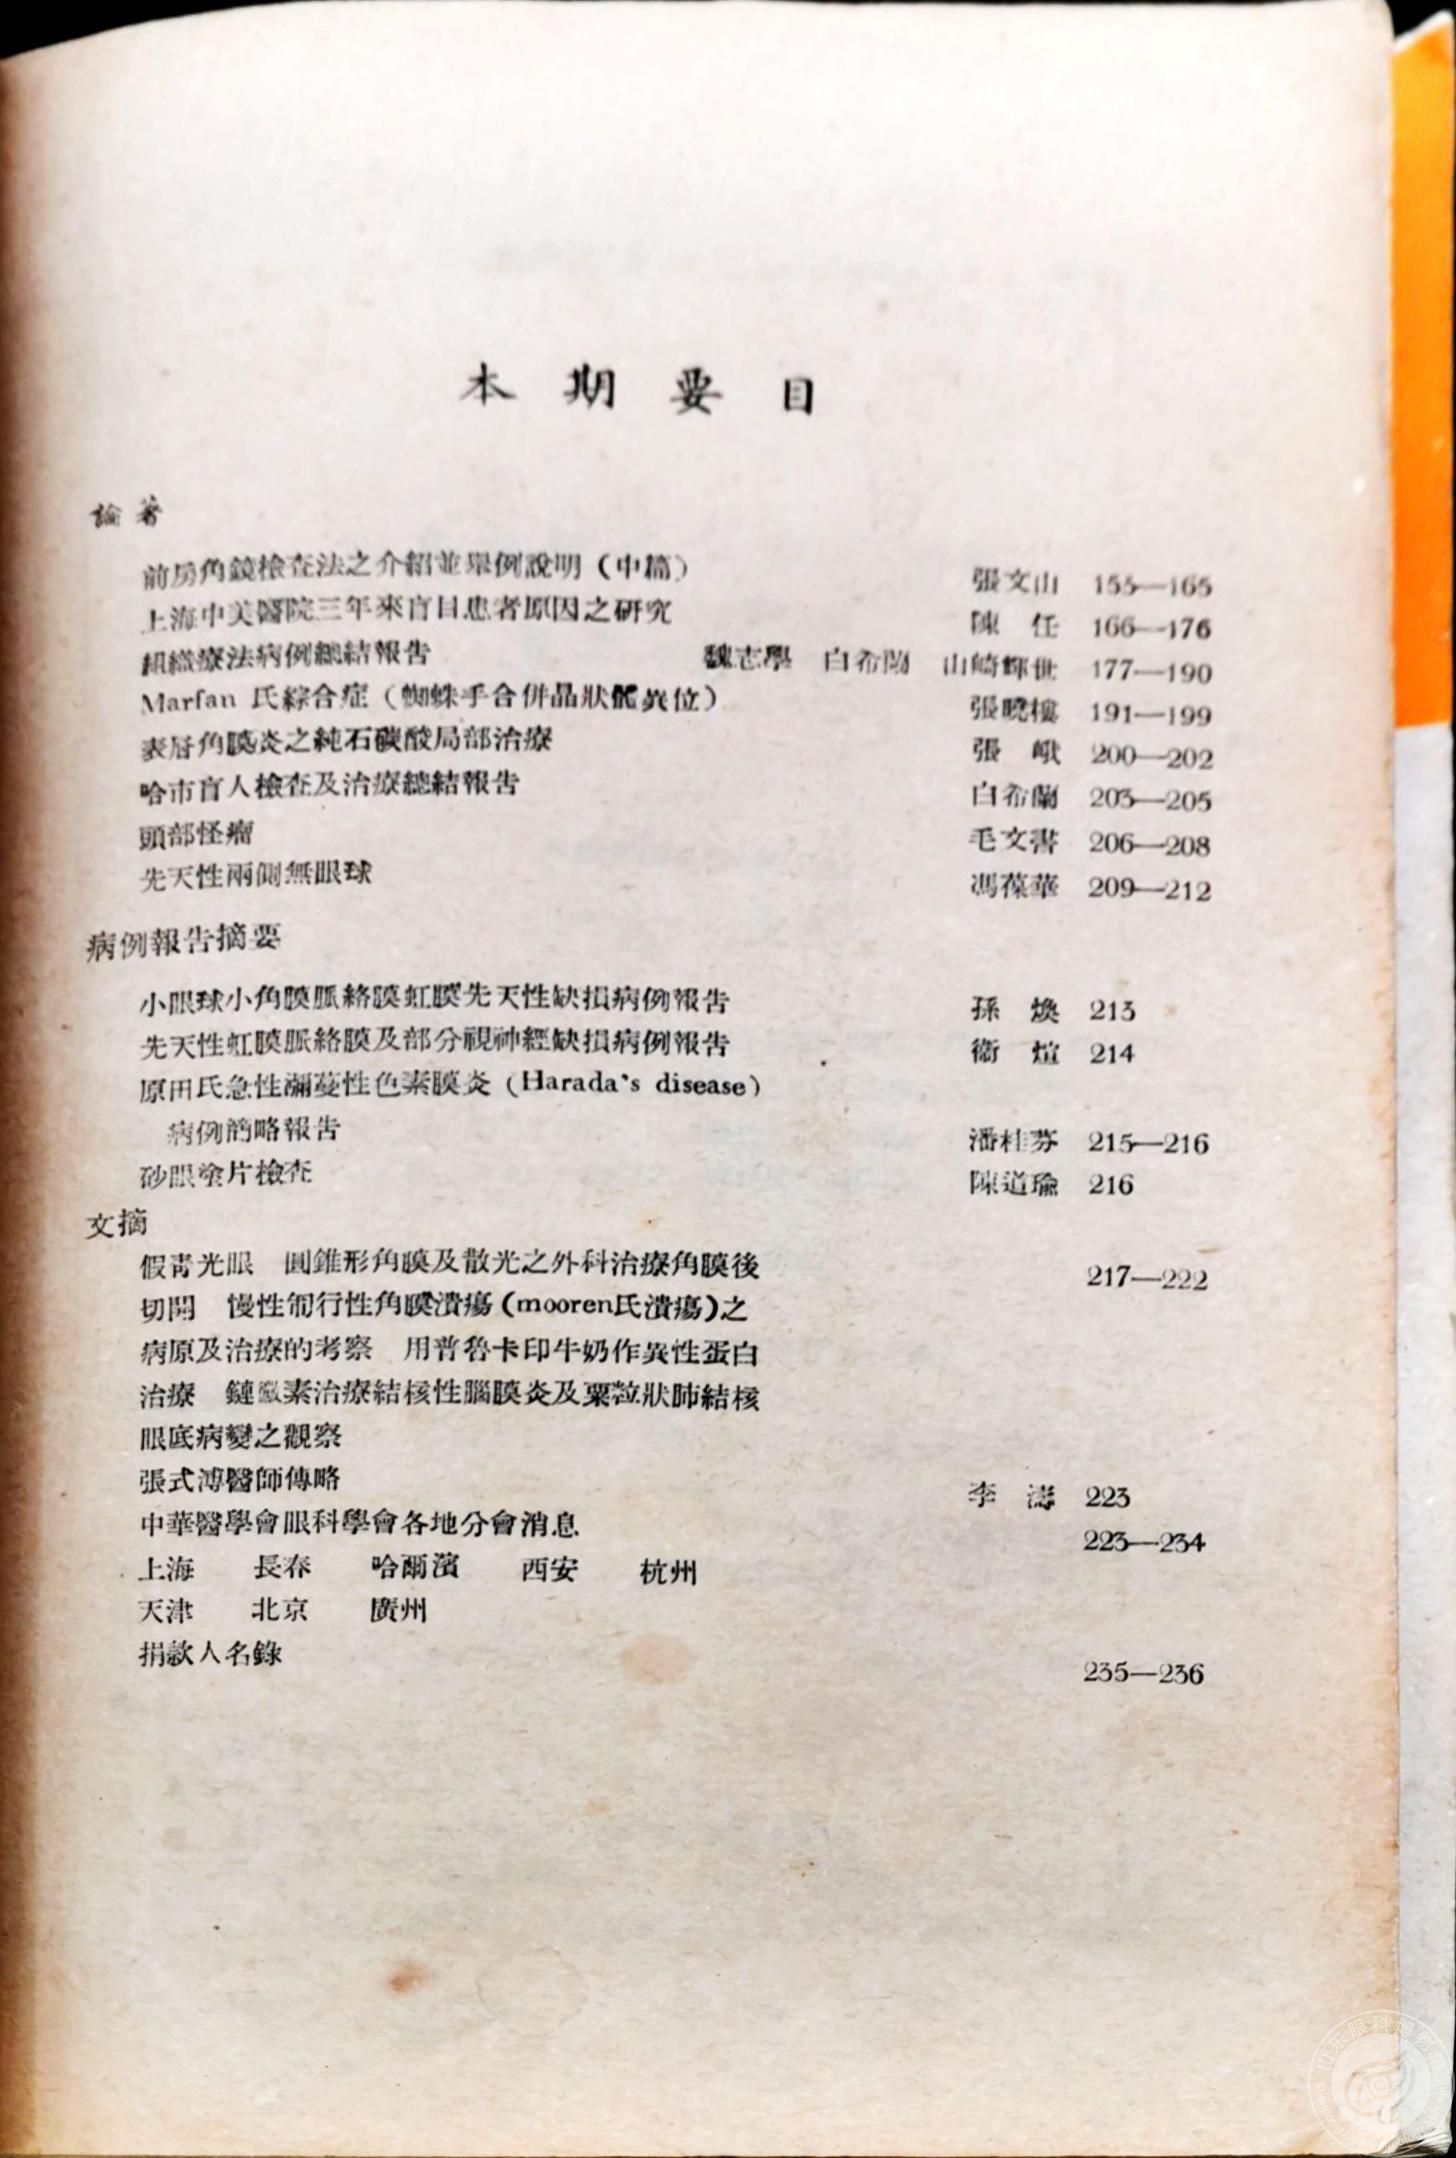 本期要目
論著
前房角鏡檢查法之介紹並舉例說明(中篇) 張文山 155—165
上海中美醫院三年來盲目患者原因之研究 陳任 166—176
組織療法病例總結報告 魏志學 白希閣 山崎輝世 177—190
Marfan 氏綜合症(蜘蛛手合併晶狀體異位) 張曉樓 191—199
表層角膜炎之純石碳酸局部治療 張峨 200—202
哈市盲人檢查及治療總結報告 白希蘭 203—205
頭部怪瘤 毛文書 206—208
先天性兩側無眼球 馮葆華 209—212
病例報告摘要
小眼球小角膜脈絡膜虹膜先天性缺損病例報告 孫煥 213
先天性虹膜脈絡膜及部分視神經缺損病例報告 衞煊 214
原田氏急性瀰蔓性色素膜炎(Harada's disease)
病例簡略報告 潘桂芬 215—216
砂眼塗片檢查 陳道瑜 216
文摘
假青光眼 圓錐形角膜及散光之外科治療角膜後 217—222
切開 慢性匐行性角膜潰瘍(mooren氏潰瘍)之
病原及治療的考察 用普魯卡印牛奶作異性蛋白
治療 鏈黴素治療結核性腦膜炎及粟粒狀肺結核
眼底病變之觀察
張式溥醫師傳略 李濤 223
中華醫學會眼科學會各地分會消息 223—234
上海 長春 哈爾濱 西安 杭州
天津 北京 廣州
捐款人名錄 235—236